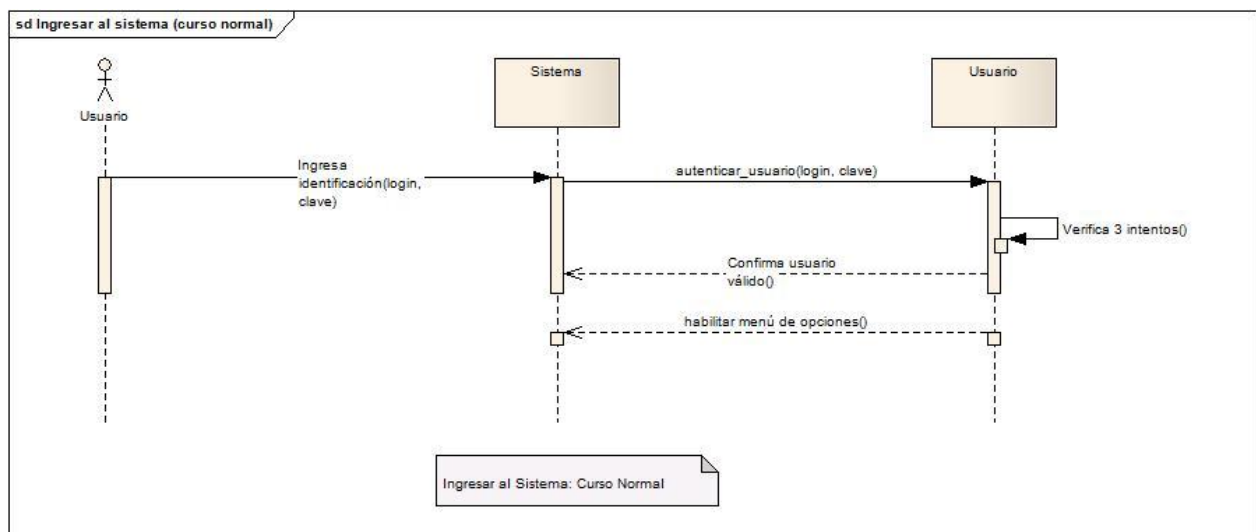 sd Ingresar al sistema (curso normal)
Sistema
Usuario
Usuario
Ingresa
identificación(login,
clave)
autenticar_usuario(login, clave)
Verifica 3 intentos()
Confirma usuario
válido()
habilitar menú de opciones()
Ingresar al Sistema: Curso Normal